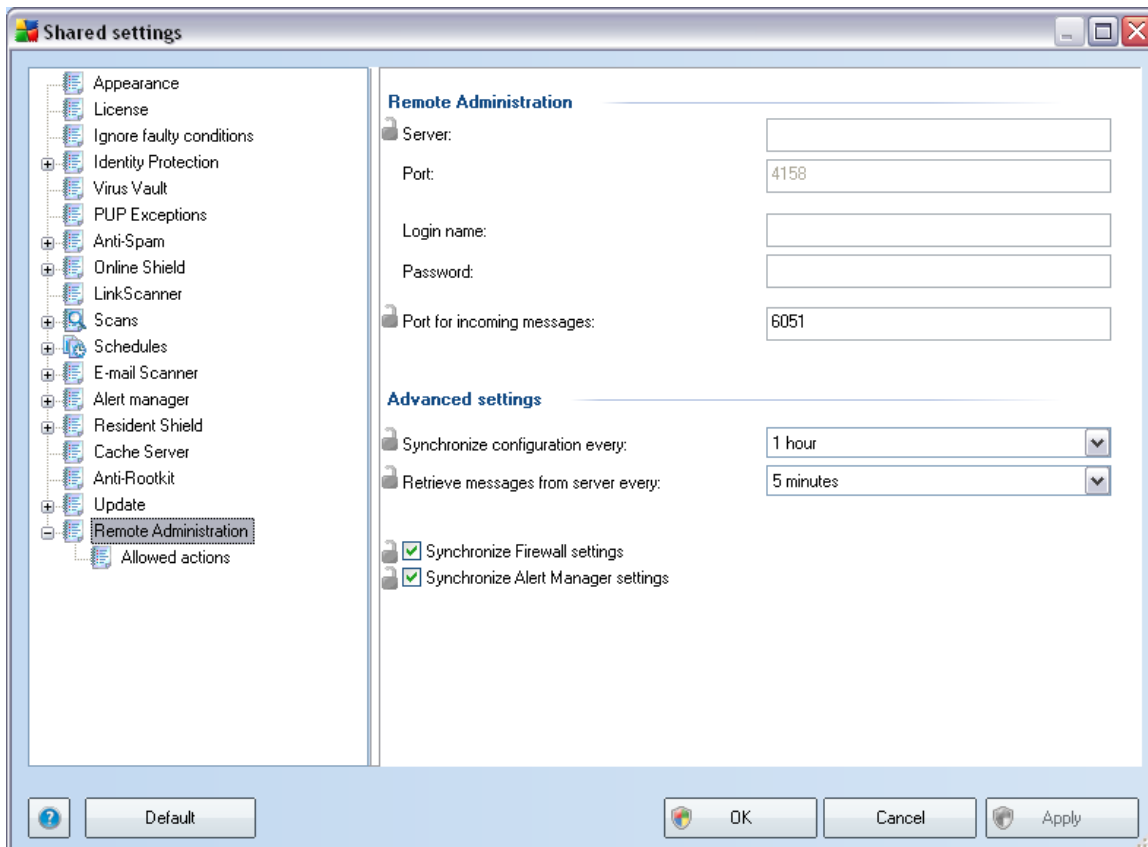 Shared settings
Appearance
License
Ignore faulty conditions
Identity Protection
Virus Vault
PUP Exceptions
Anti-Spam
Online Shield
LinkScanner
Scans
Schedules
E-mail Scanner
Alert manager
Resident Shield
Cache Server
Anti-Rootkit
Update
Remote Administration
Allowed actions
Remote Administration
Server:
Port: 4158
Login name:
Password:
Port for incoming messages: 6051
Advanced settings
Synchronize configuration every: 1 hour
Retrieve messages from server every: 5 minutes
Synchronize Firewall settings
Synchronize Alert Manager settings
? Default OK Cancel Apply